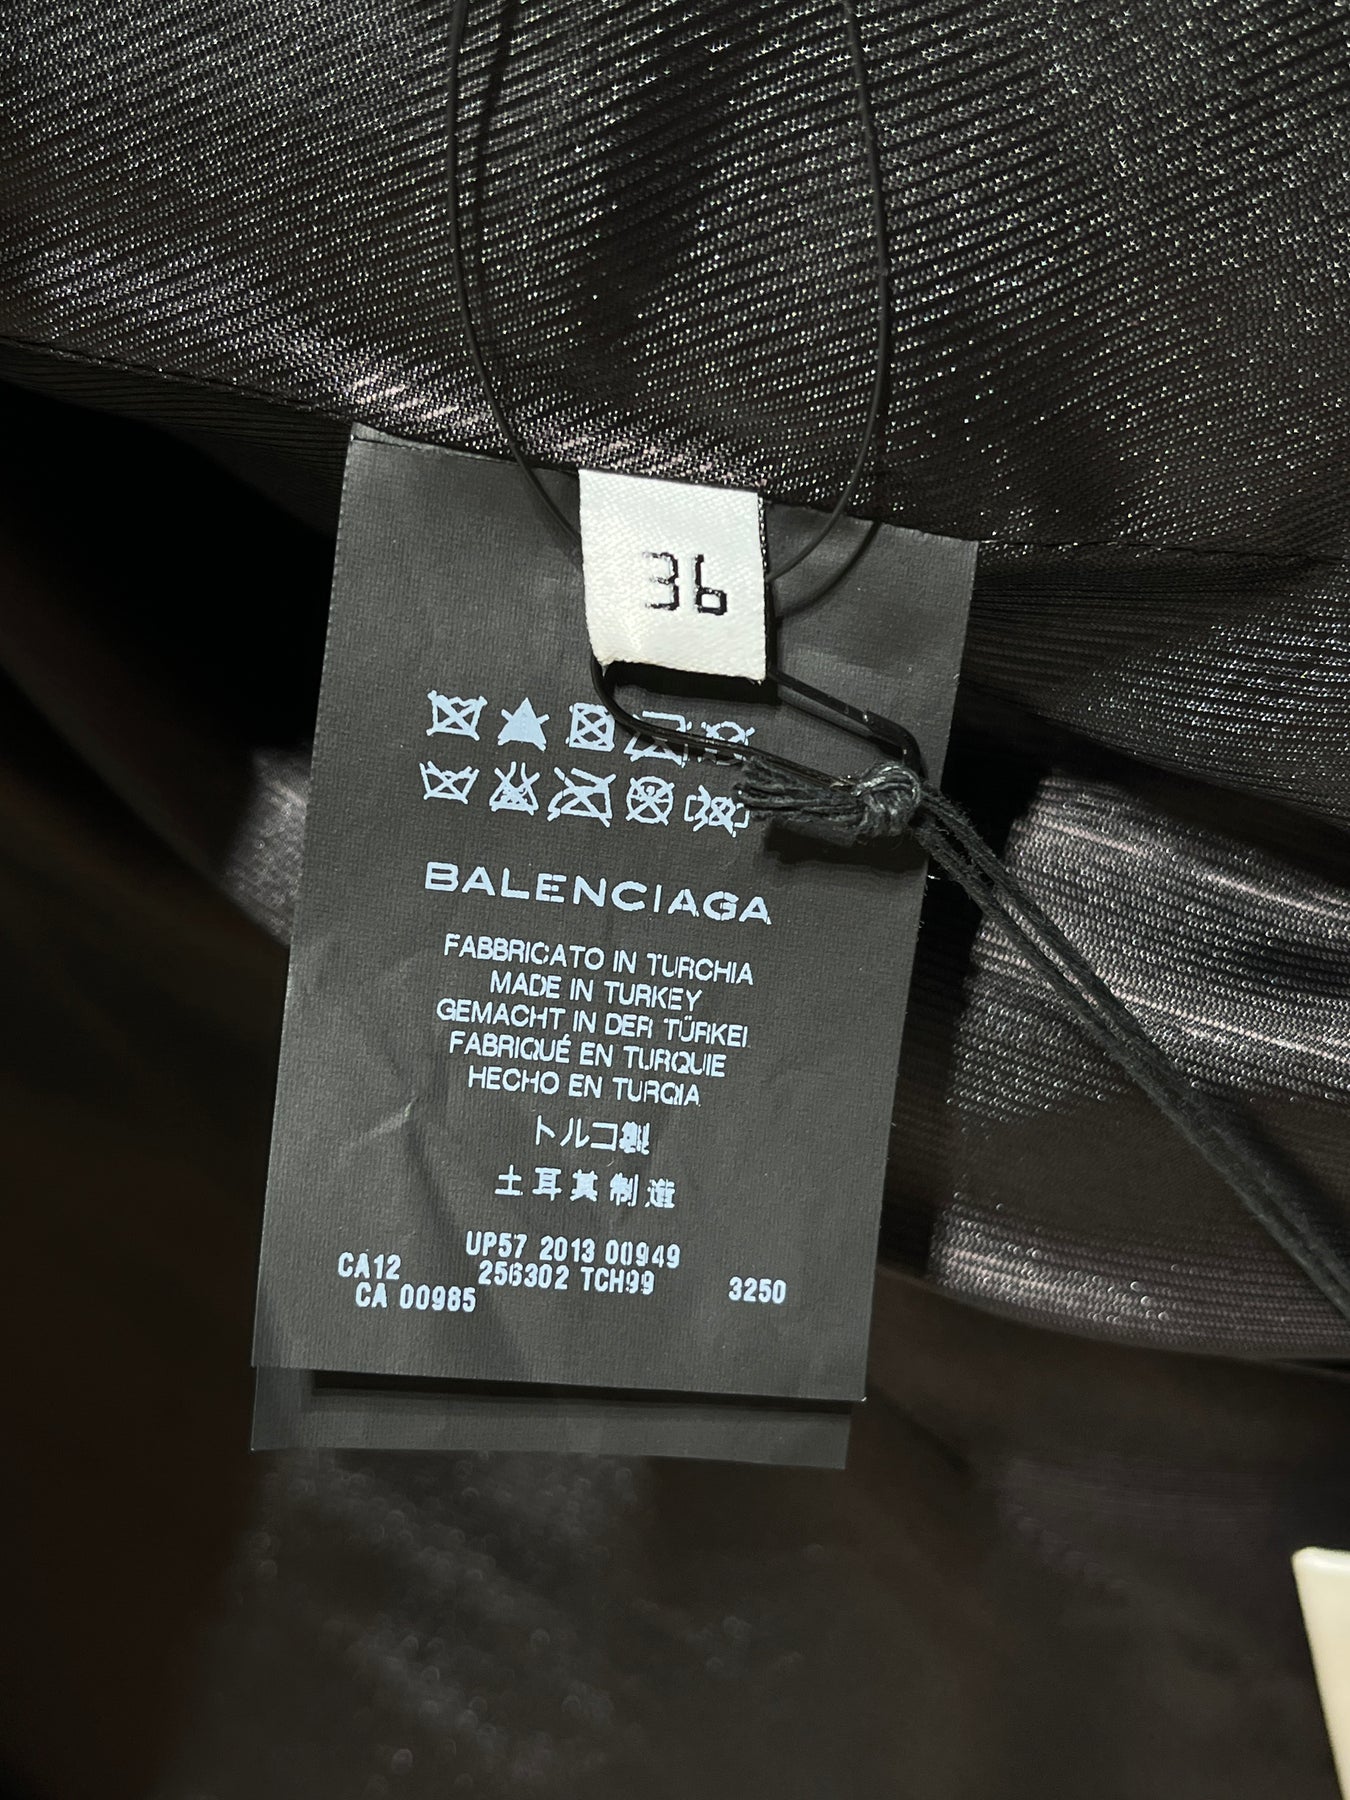 36
BALENCIAGA
FABBRICATO IN TURCHIA
MADE IN TURKEY
GEMACHT IN DER TÜRKEI
FABRIQUÉ EN TURQUIE
HECHO EN TURQIA
トルコ製
土耳其制造
UP57 2013 00949
CA12 256302 TCH99 3250
CA 00985